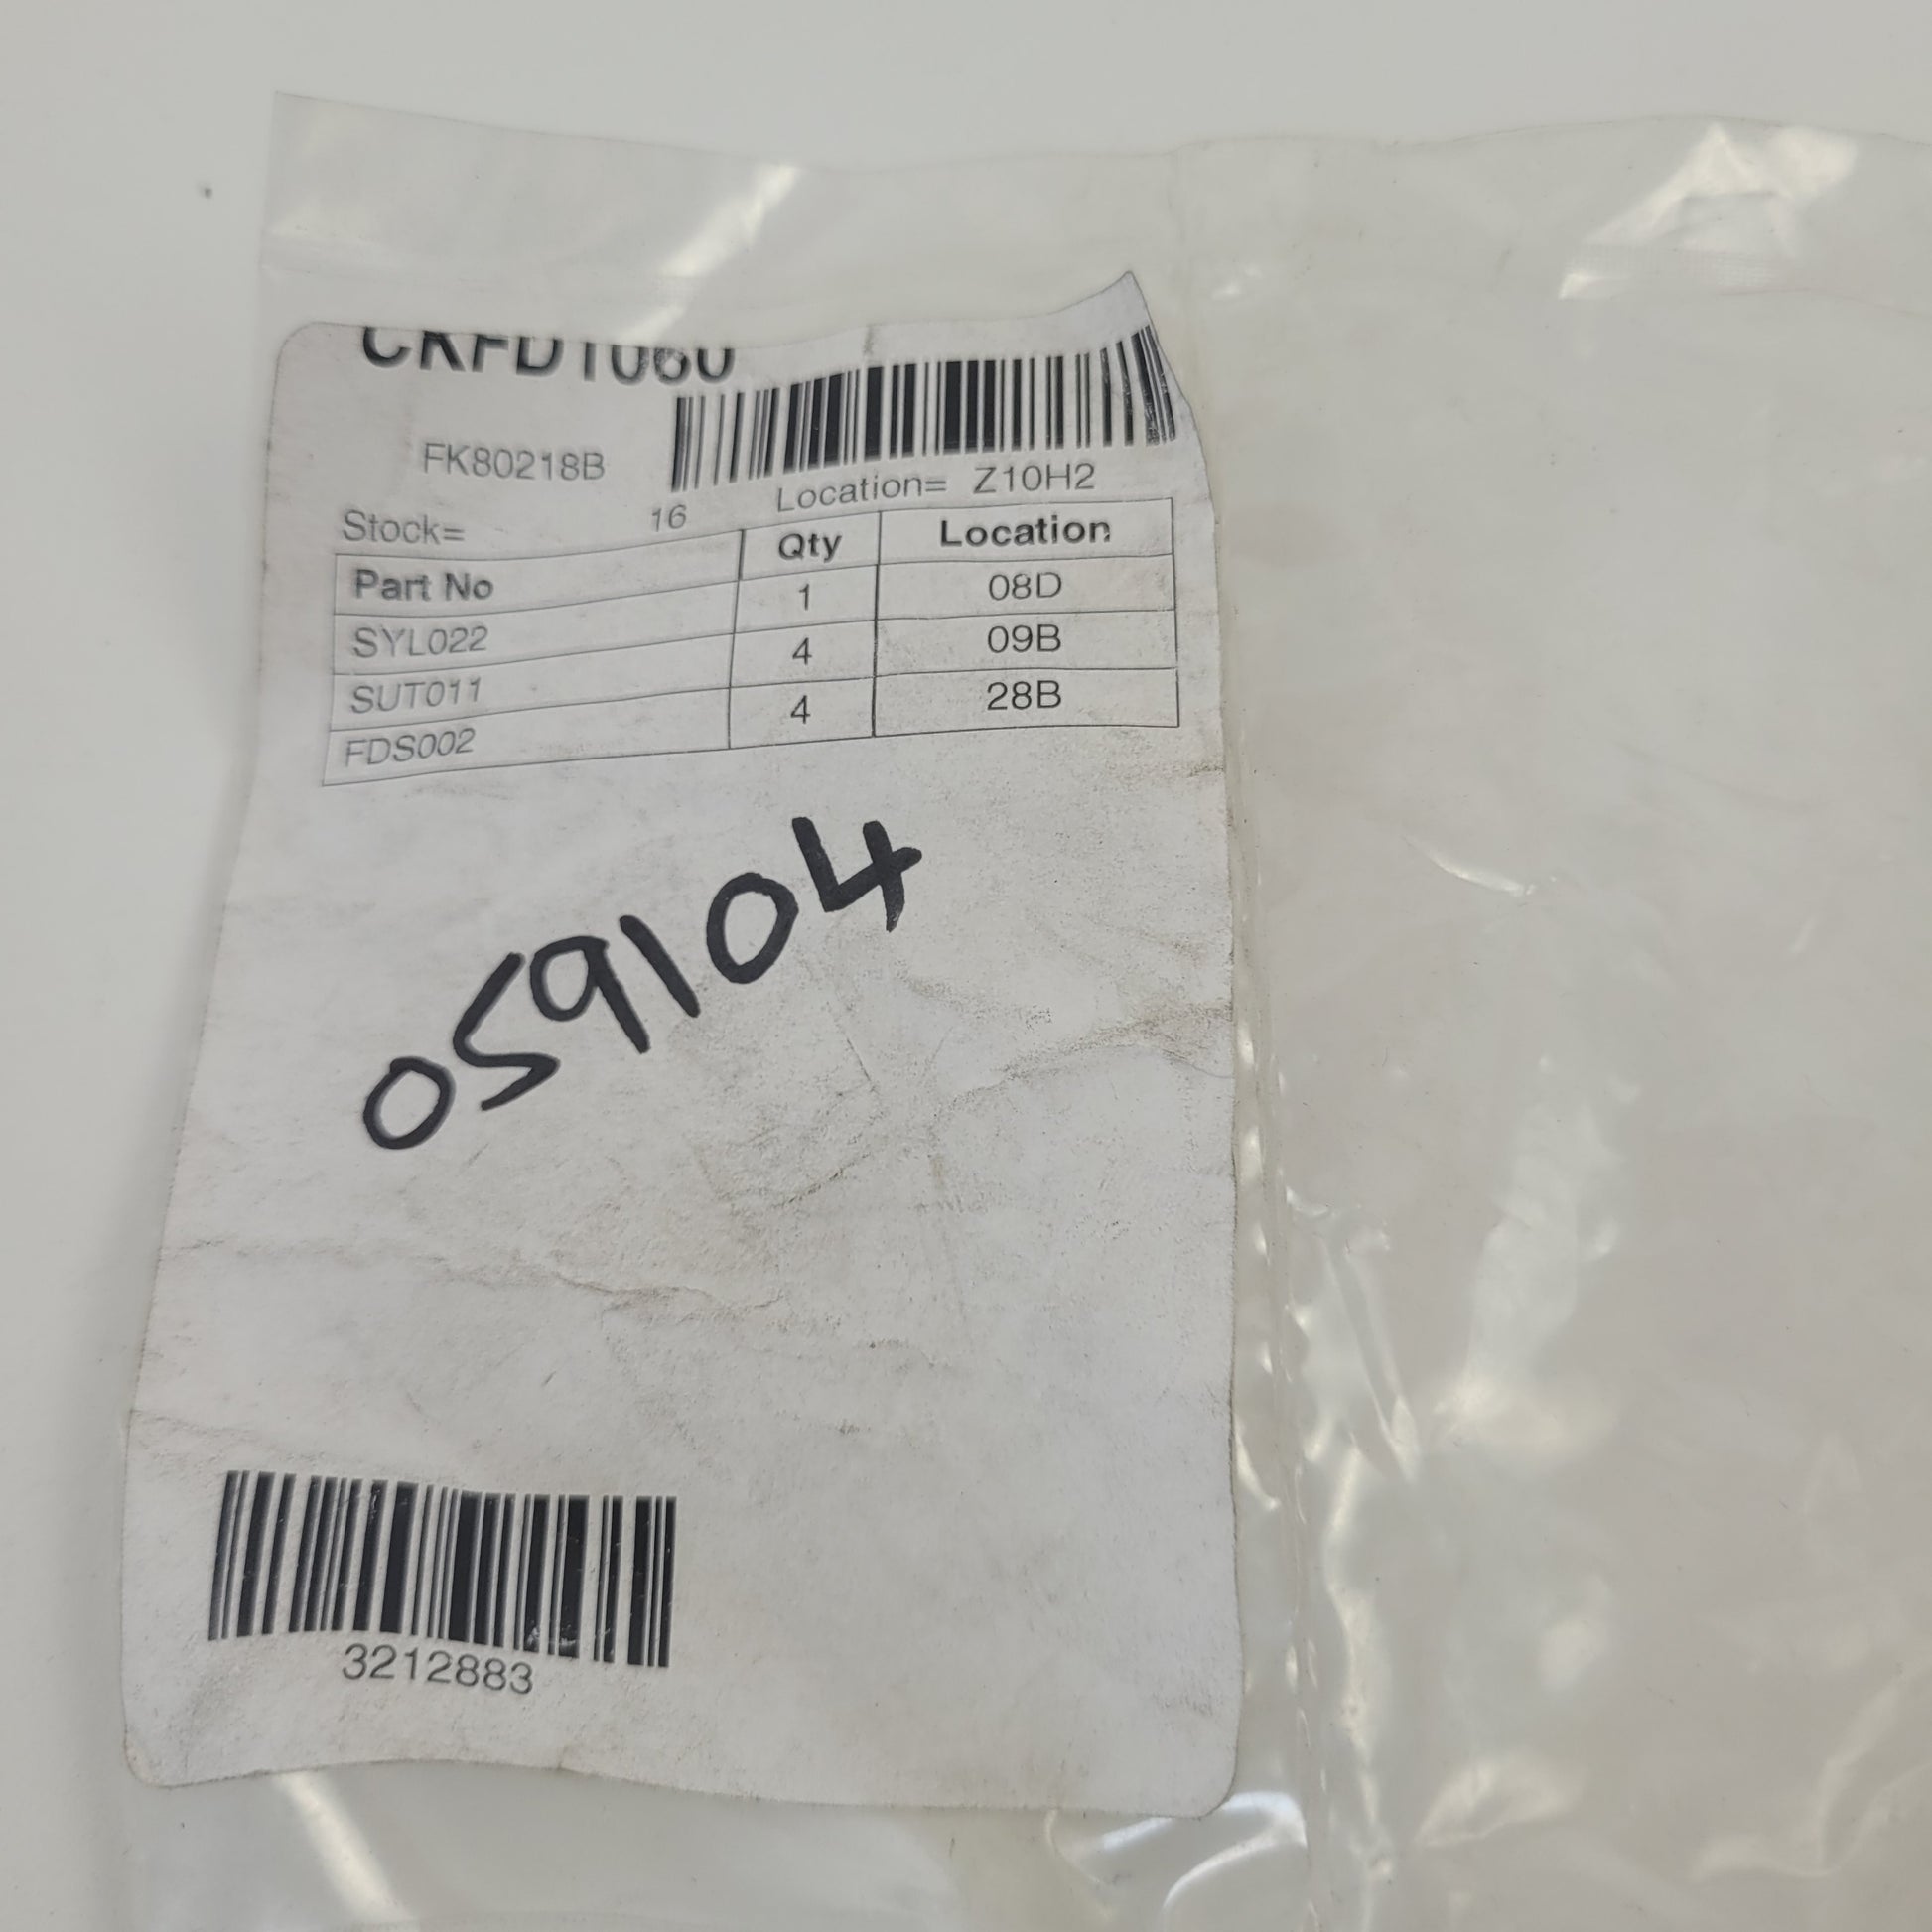 CKFD1060
FK80218B
Stock= 16 Location= Z10H2
Part No Qty Location
SYL022 1 08D
SUT011 4 09B
FDS002 4 28B
059104
3212883